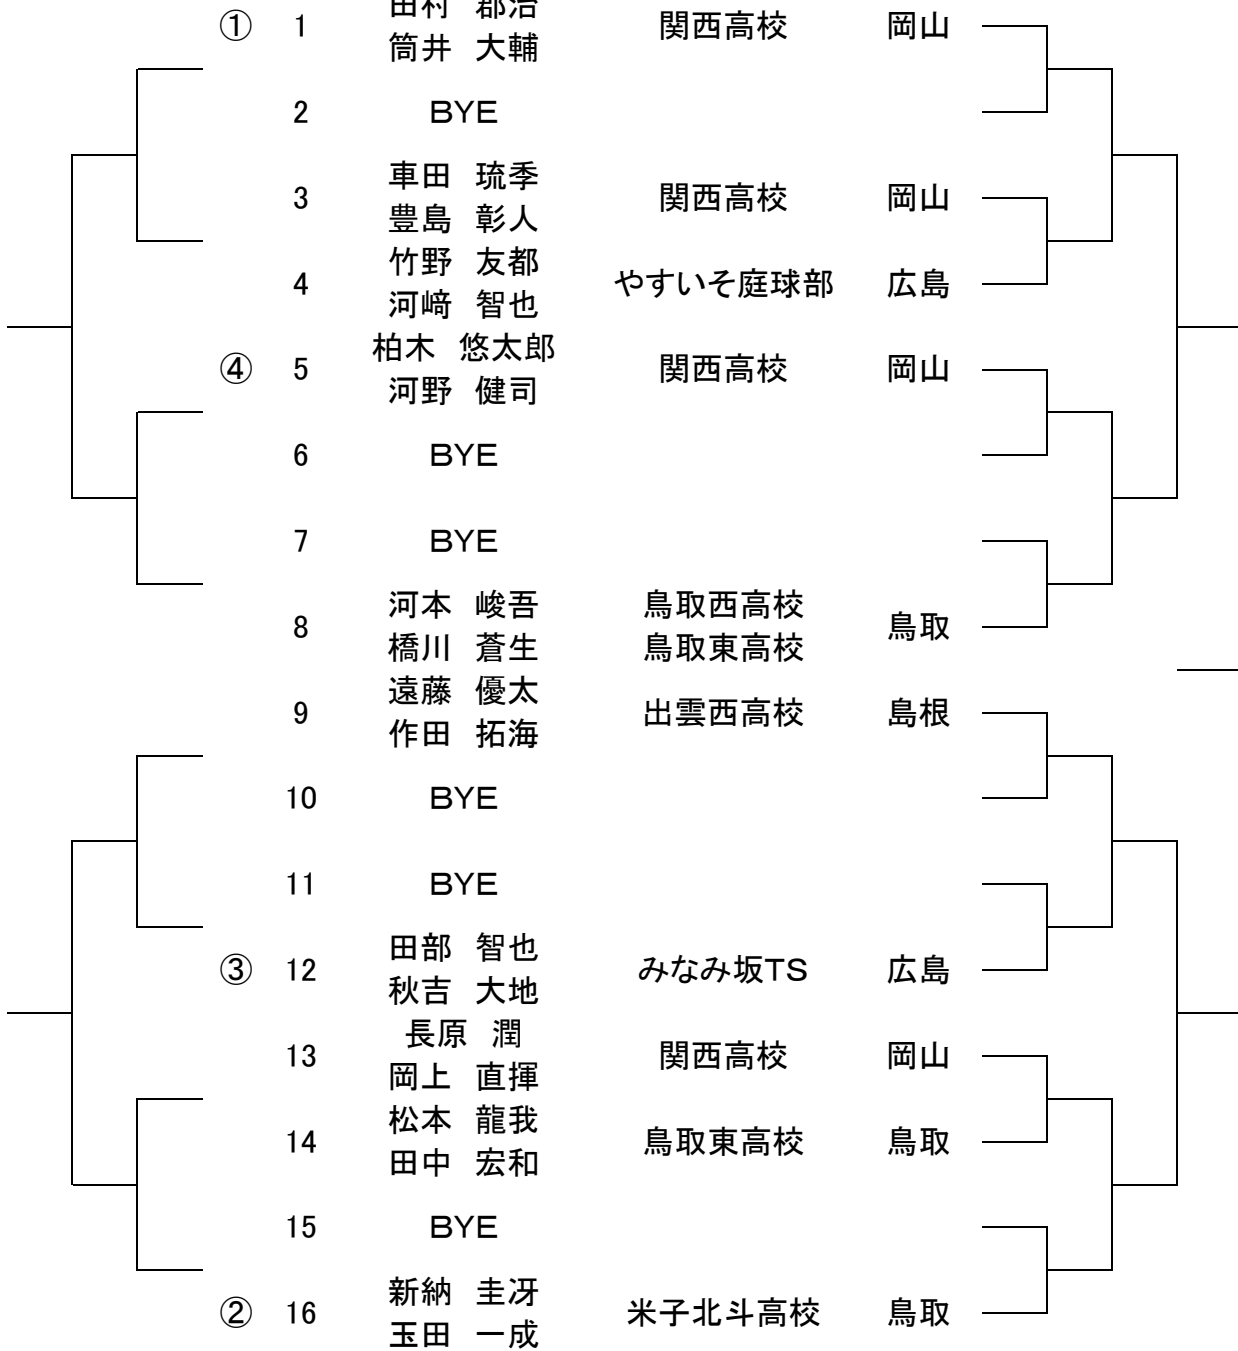 田村 郡治
① 1 関西高校 岡山
筒井 大輔
2 BYE
車田 琉季
3 関西高校 岡山
豊島 彰人
竹野 友都
4 やすいそ庭球部 広島
河﨑 智也
柏木 悠太郎
④ 5 関西高校 岡山
河野 健司
6 BYE
7 BYE
河本 峻吾 鳥取西高校
8 鳥取
橋川 蒼生 鳥取東高校
遠藤 優太
9 出雲西高校 島根
作田 拓海
10 BYE
11 BYE
田部 智也
③ 12 みなみ坂TS 広島
秋吉 大地
長原 潤
13 関西高校 岡山
岡上 直揮
松本 龍我
14 鳥取東高校 鳥取
田中 宏和
15 BYE
新納 圭冴
② 16 米子北斗高校 鳥取
玉田 一成